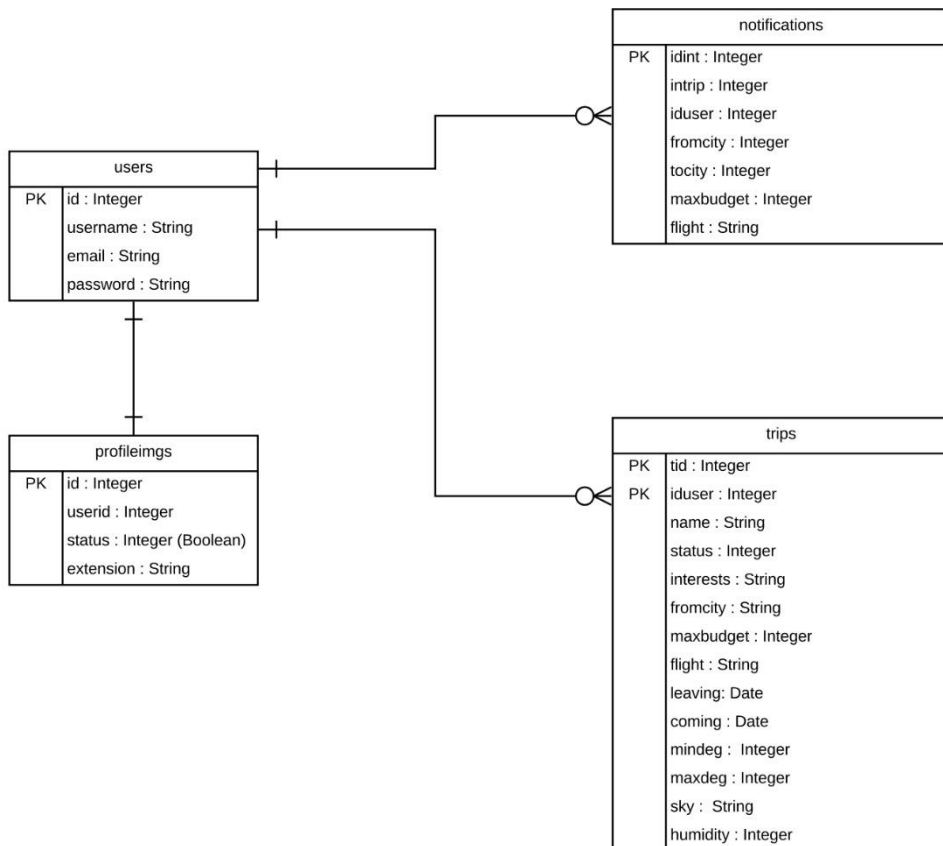 notifications
PK idint : Integer
intrip : Integer
iduser : Integer
fromcity : Integer
tocity : Integer
maxbudget : Integer
flight : String
users
PK id : Integer
username : String
email : String
password : String
profileimgs
PK id : Integer
userid : Integer
status : Integer (Boolean)
extension : String
trips
PK tid : Integer
PK iduser : Integer
name : String
status : Integer
interests : String
fromcity : String
maxbudget : Integer
flight : String
leaving: Date
coming : Date
mindeg : Integer
maxdeg : Integer
sky : String
humidity : Integer